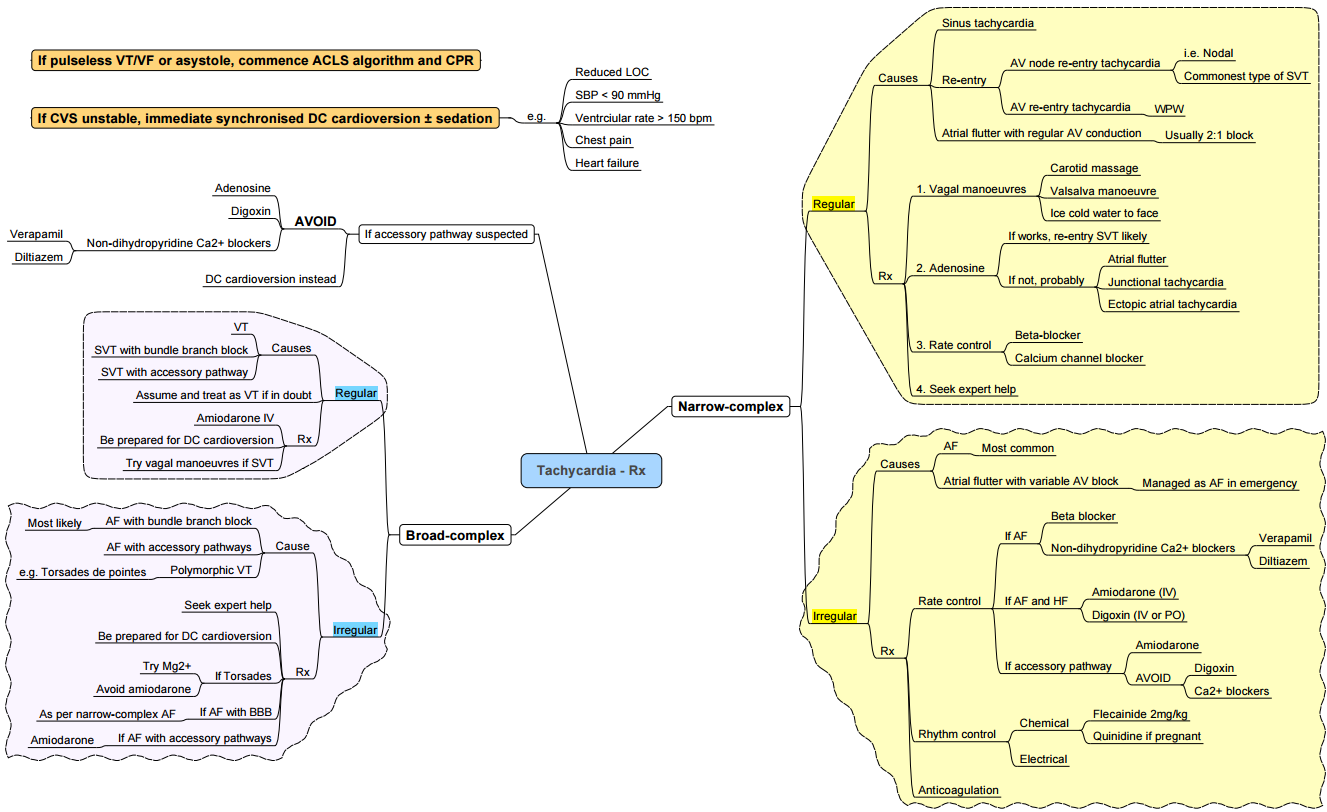 If pulseless VT/VF or asystole, commence ACLS algorithm and CPR
If CVS unstable, immediate synchronised DC cardioversion ± sedation
e.g.
Reduced LOC
SBP < 90 mmHg
Ventrciular rate > 150 bpm
Chest pain
Heart failure
Tachycardia - Rx
If accessory pathway suspected
AVOID
Adenosine
Digoxin
Non-dihydropyridine Ca2+ blockers
Verapamil
Diltiazem
DC cardioversion instead
Broad-complex
Regular
Causes
VT
SVT with bundle branch block
SVT with accessory pathway
Assume and treat as VT if in doubt
Rx
Amiodarone IV
Be prepared for DC cardioversion
Try vagal manoeuvres if SVT
Irregular
Cause
AF with bundle branch block
Most likely
AF with accessory pathways
Polymorphic VT
e.g. Torsades de pointes
Rx
Seek expert help
Be prepared for DC cardioversion
If Torsades
Try Mg2+
Avoid amiodarone
If AF with BBB
As per narrow-complex AF
If AF with accessory pathways
Amiodarone
Narrow-complex
Regular
Causes
Sinus tachycardia
Re-entry
AV node re-entry tachycardia
i.e. Nodal
Commonest type of SVT
AV re-entry tachycardia
WPW
Atrial flutter with regular AV conduction
Usually 2:1 block
Rx
1. Vagal manoeuvres
Carotid massage
Valsalva manoeuvre
Ice cold water to face
2. Adenosine
If works, re-entry SVT likely
If not, probably
Atrial flutter
Junctional tachycardia
Ectopic atrial tachycardia
3. Rate control
Beta-blocker
Calcium channel blocker
4. Seek expert help
Irregular
Causes
AF
Most common
Atrial flutter with variable AV block
Managed as AF in emergency
Rx
Rate control
If AF
Beta blocker
Non-dihydropyridine Ca2+ blockers
Verapamil
Diltiazem
If AF and HF
Amiodarone (IV)
Digoxin (IV or PO)
If accessory pathway
Amiodarone
AVOID
Digoxin
Ca2+ blockers
Rhythm control
Chemical
Flecainide 2mg/kg
Quinidine if pregnant
Electrical
Anticoagulation